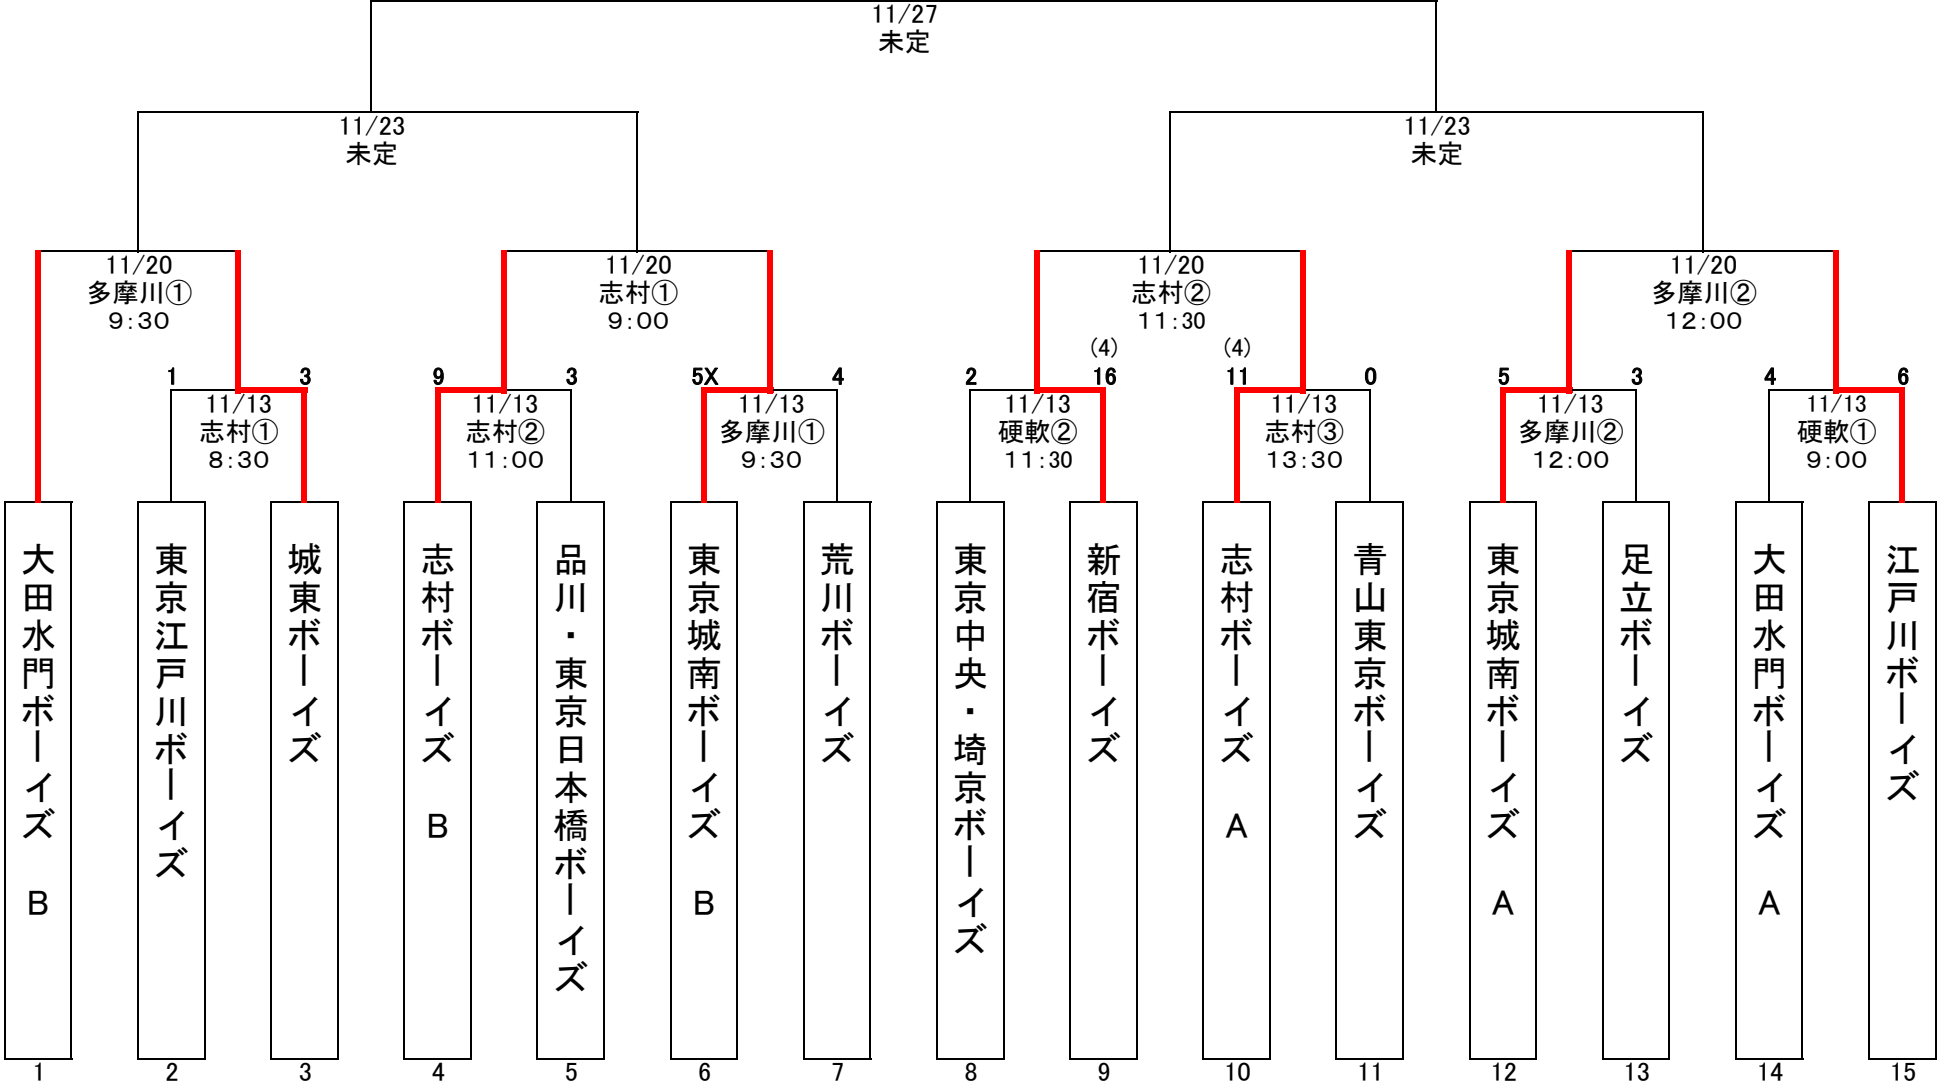 11/27
未定
11/23
未定
11/23
未定
11/20
多摩川①
9:30
11/20
志村①
9:00
11/20
志村②
11:30
11/20
多摩川②
12:00
(4)
(4)
1
3
9
3
5X
4
2
16
11
0
5
3
4
6
11/13
志村①
8:30
11/13
志村②
11:00
11/13
多摩川①
9:30
11/13
硬軟②
11:30
11/13
志村③
13:30
11/13
多摩川②
12:00
11/13
硬軟①
9:00
大田水門ボーイズ B
東京江戸川ボーイズ
城東ボーイズ
志村ボーイズ B
品川・東京日本橋ボーイズ
東京城南ボーイズ B
荒川ボーイズ
東京中央・埼京ボーイズ
新宿ボーイズ
志村ボーイズ A
青山東京ボーイズ
東京城南ボーイズ A
足立ボーイズ
大田水門ボーイズ A
江戸川ボーイズ
1
2
3
4
5
6
7
8
9
10
11
12
13
14
15